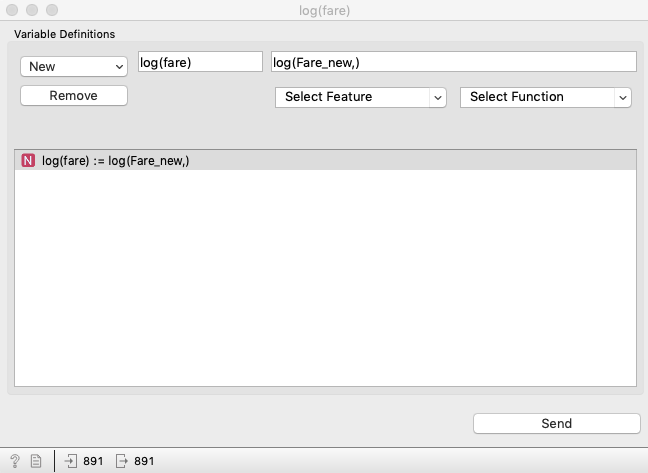 log(fare)
Variable Definitions
New log(fare) log(Fare_new,)
Remove Select Feature Select Function
N log(fare) := log(Fare_new,)
Send
? 891 891